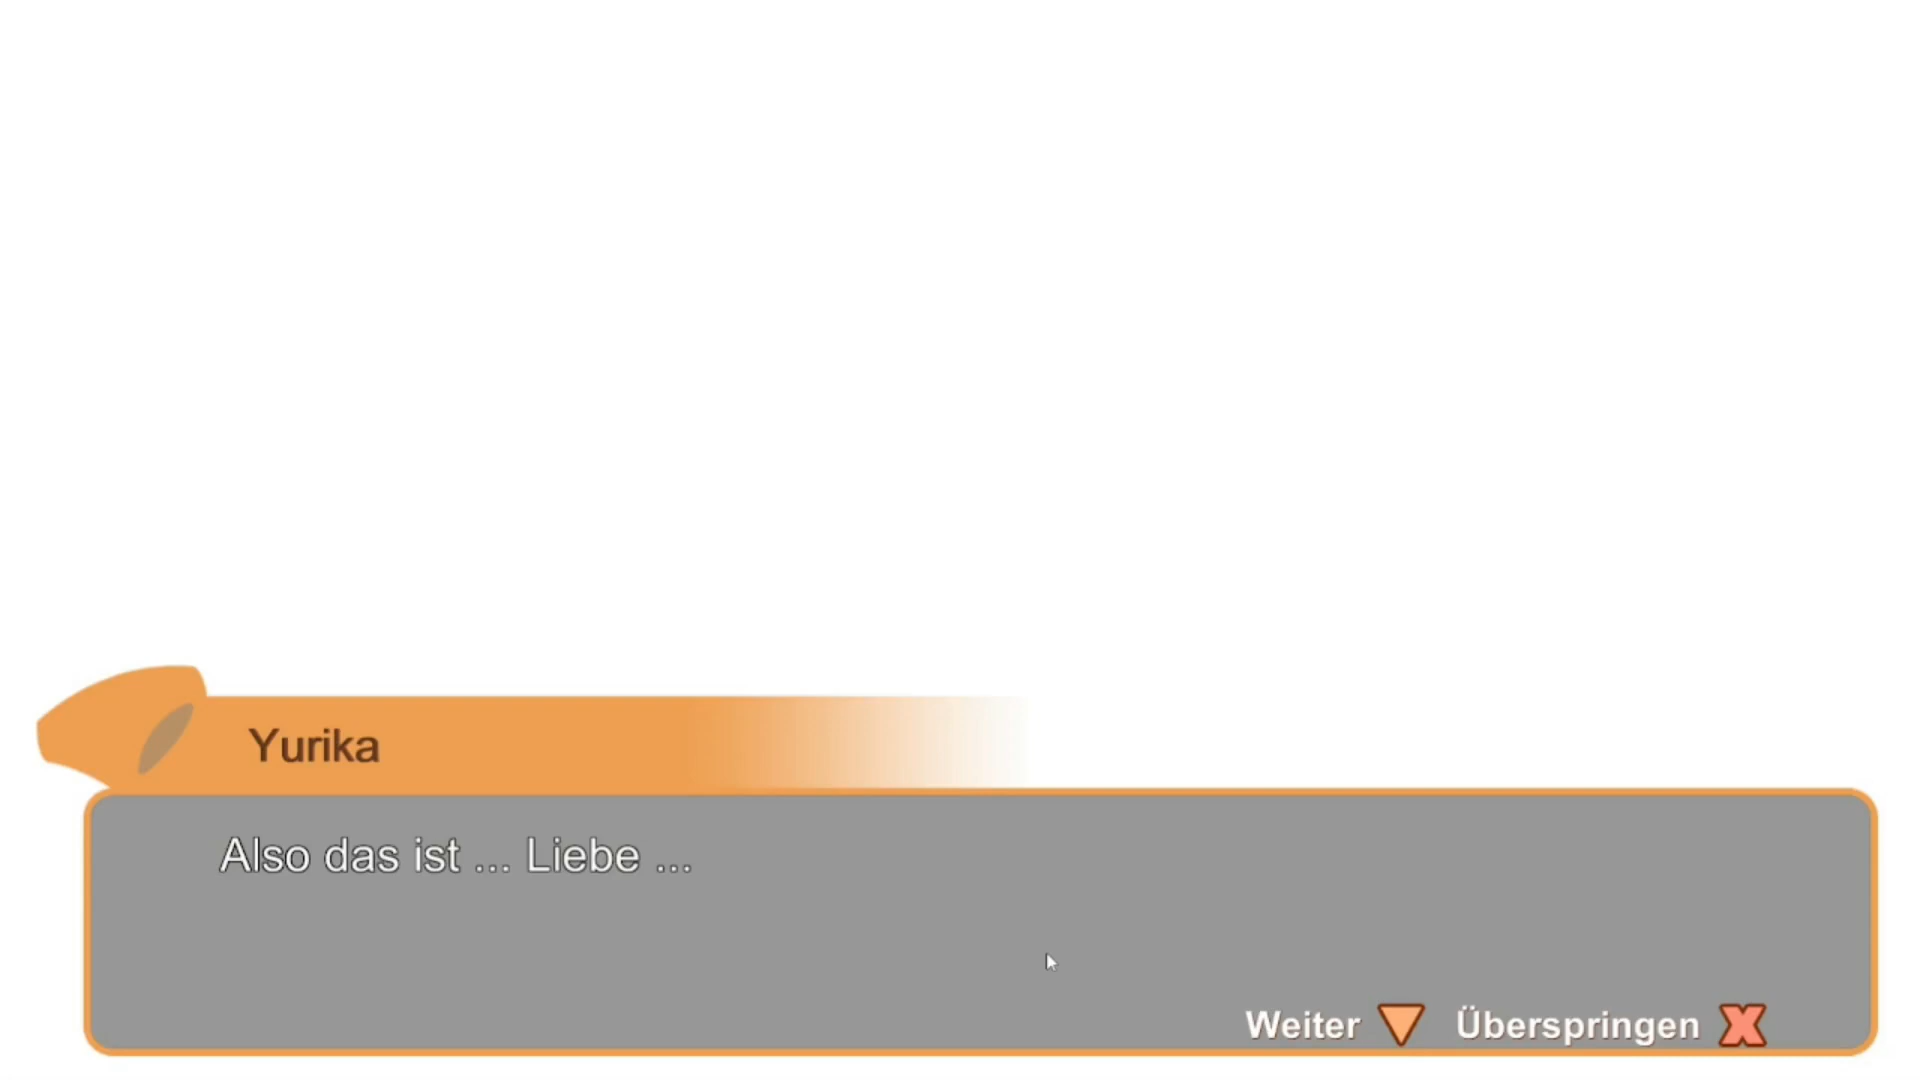 Yurika
Also das ist ... Liebe ...
Weiter Überspringen X